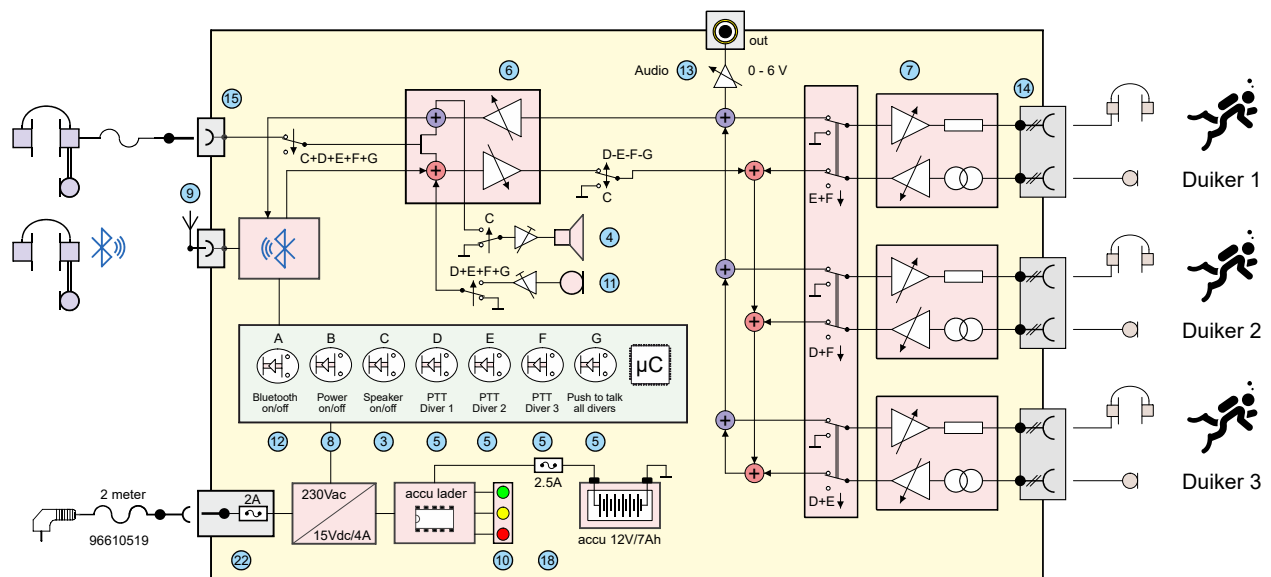 out
Audio
13
0 - 6 V
6
7
15
14
C+D+E+F+G
D-E-F-G
C
E+F
Duiker 1
9
C
4
D+E+F+G
11
D+F
Duiker 2
A
B
C
D
E
F
G
µC
Bluetooth
on/off
Power
on/off
Speaker
on/off
PTT
Diver 1
PTT
Diver 2
PTT
Diver 3
Push to talk
all divers
12
8
3
5
5
5
5
2.5A
D+E
Duiker 3
2 meter
96610519
2A
230Vac
15Vdc/4A
accu lader
accu 12V/7Ah
22
10
18